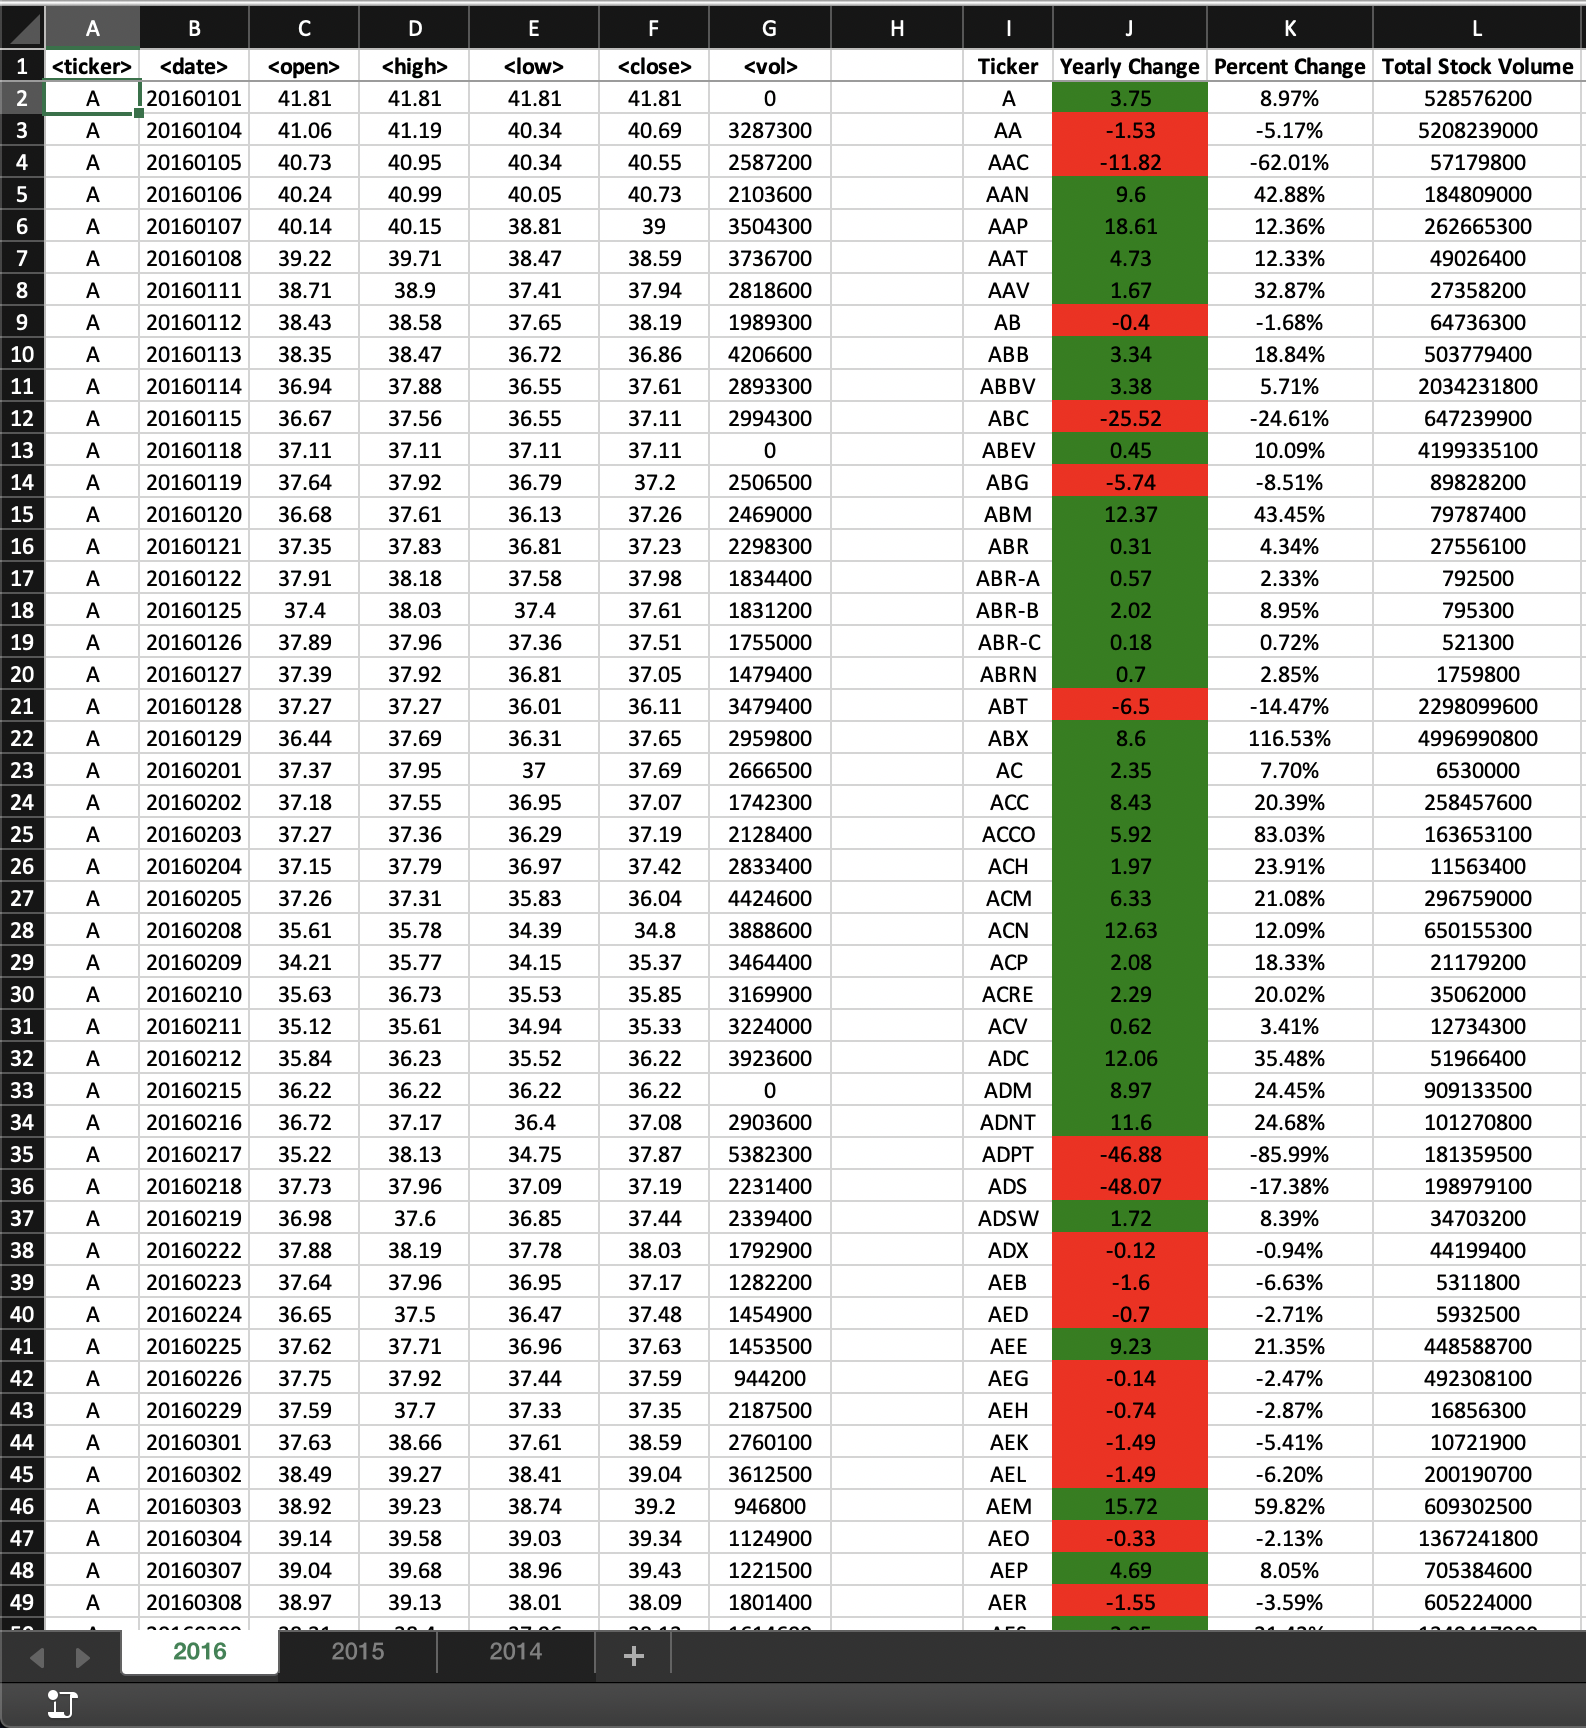 A B C D E F G H I J K L
1 <ticker> <date> <open> <high> <low> <close> <vol> Ticker Yearly Change Percent Change Total Stock Volume
2 A 20160101 41.81 41.81 41.81 41.81 0 A 3.75 8.97% 528576200
3 A 20160104 41.06 41.19 40.34 40.69 3287300 AA -1.53 -5.17% 5208239000
4 A 20160105 40.73 40.95 40.34 40.55 2587200 AAC -11.82 -62.01% 57179800
5 A 20160106 40.24 40.99 40.05 40.73 2103600 AAN 9.6 42.88% 184809000
6 A 20160107 40.14 40.15 38.81 39 3504300 AAP 18.61 12.36% 262665300
7 A 20160108 39.22 39.71 38.47 38.59 3736700 AAT 4.73 12.33% 49026400
8 A 20160111 38.71 38.9 37.41 37.94 2818600 AAV 1.67 32.87% 27358200
9 A 20160112 38.43 38.58 37.65 38.19 1989300 AB -0.4 -1.68% 64736300
10 A 20160113 38.35 38.47 36.72 36.86 4206600 ABB 3.34 18.84% 503779400
11 A 20160114 36.94 37.88 36.55 37.61 2893300 ABBV 3.38 5.71% 2034231800
12 A 20160115 36.67 37.56 36.55 37.11 2994300 ABC -25.52 -24.61% 647239900
13 A 20160118 37.11 37.11 37.11 37.11 0 ABEV 0.45 10.09% 4199335100
14 A 20160119 37.64 37.92 36.79 37.2 2506500 ABG -5.74 -8.51% 89828200
15 A 20160120 36.68 37.61 36.13 37.26 2469000 ABM 12.37 43.45% 79787400
16 A 20160121 37.35 37.83 36.81 37.23 2298300 ABR 0.31 4.34% 27556100
17 A 20160122 37.91 38.18 37.58 37.98 1834400 ABR-A 0.57 2.33% 792500
18 A 20160125 37.4 38.03 37.4 37.61 1831200 ABR-B 2.02 8.95% 795300
19 A 20160126 37.89 37.96 37.36 37.51 1755000 ABR-C 0.18 0.72% 521300
20 A 20160127 37.39 37.92 36.81 37.05 1479400 ABRN 0.7 2.85% 1759800
21 A 20160128 37.27 37.27 36.01 36.11 3479400 ABT -6.5 -14.47% 2298099600
22 A 20160129 36.44 37.69 36.31 37.65 2959800 ABX 8.6 116.53% 4996990800
23 A 20160201 37.37 37.95 37 37.69 2666500 AC 2.35 7.70% 6530000
24 A 20160202 37.18 37.55 36.95 37.07 1742300 ACC 8.43 20.39% 258457600
25 A 20160203 37.27 37.36 36.29 37.19 2128400 ACCO 5.92 83.03% 163653100
26 A 20160204 37.15 37.79 36.97 37.42 2833400 ACH 1.97 23.91% 11563400
27 A 20160205 37.26 37.31 35.83 36.04 4424600 ACM 6.33 21.08% 296759000
28 A 20160208 35.61 35.78 34.39 34.8 3888600 ACN 12.63 12.09% 650155300
29 A 20160209 34.21 35.77 34.15 35.37 3464400 ACP 2.08 18.33% 21179200
30 A 20160210 35.63 36.73 35.53 35.85 3169900 ACRE 2.29 20.02% 35062000
31 A 20160211 35.12 35.61 34.94 35.33 3224000 ACV 0.62 3.41% 12734300
32 A 20160212 35.84 36.23 35.52 36.22 3923600 ADC 12.06 35.48% 51966400
33 A 20160215 36.22 36.22 36.22 36.22 0 ADM 8.97 24.45% 909133500
34 A 20160216 36.72 37.17 36.4 37.08 2903600 ADNT 11.6 24.68% 101270800
35 A 20160217 35.22 38.13 34.75 37.87 5382300 ADPT -46.88 -85.99% 181359500
36 A 20160218 37.73 37.96 37.09 37.19 2231400 ADS -48.07 -17.38% 198979100
37 A 20160219 36.98 37.6 36.85 37.44 2339400 ADSW 1.72 8.39% 34703200
38 A 20160222 37.88 38.19 37.78 38.03 1792900 ADX -0.12 -0.94% 44199400
39 A 20160223 37.64 37.96 36.95 37.17 1282200 AEB -1.6 -6.63% 5311800
40 A 20160224 36.65 37.5 36.47 37.48 1454900 AED -0.7 -2.71% 5932500
41 A 20160225 37.62 37.71 36.96 37.63 1453500 AEE 9.23 21.35% 448588700
42 A 20160226 37.75 37.92 37.44 37.59 944200 AEG -0.14 -2.47% 492308100
43 A 20160229 37.59 37.7 37.33 37.35 2187500 AEH -0.74 -2.87% 16856300
44 A 20160301 37.63 38.66 37.61 38.59 2760100 AEK -1.49 -5.41% 10721900
45 A 20160302 38.49 39.27 38.41 39.04 3612500 AEL -1.49 -6.20% 200190700
46 A 20160303 38.92 39.23 38.74 39.2 946800 AEM 15.72 59.82% 609302500
47 A 20160304 39.14 39.58 39.03 39.34 1124900 AEO -0.33 -2.13% 1367241800
48 A 20160307 39.04 39.68 38.96 39.43 1221500 AEP 4.69 8.05% 705384600
49 A 20160308 38.97 39.13 38.01 38.09 1801400 AER -1.55 -3.59% 605224000
2016 2015 2014 +